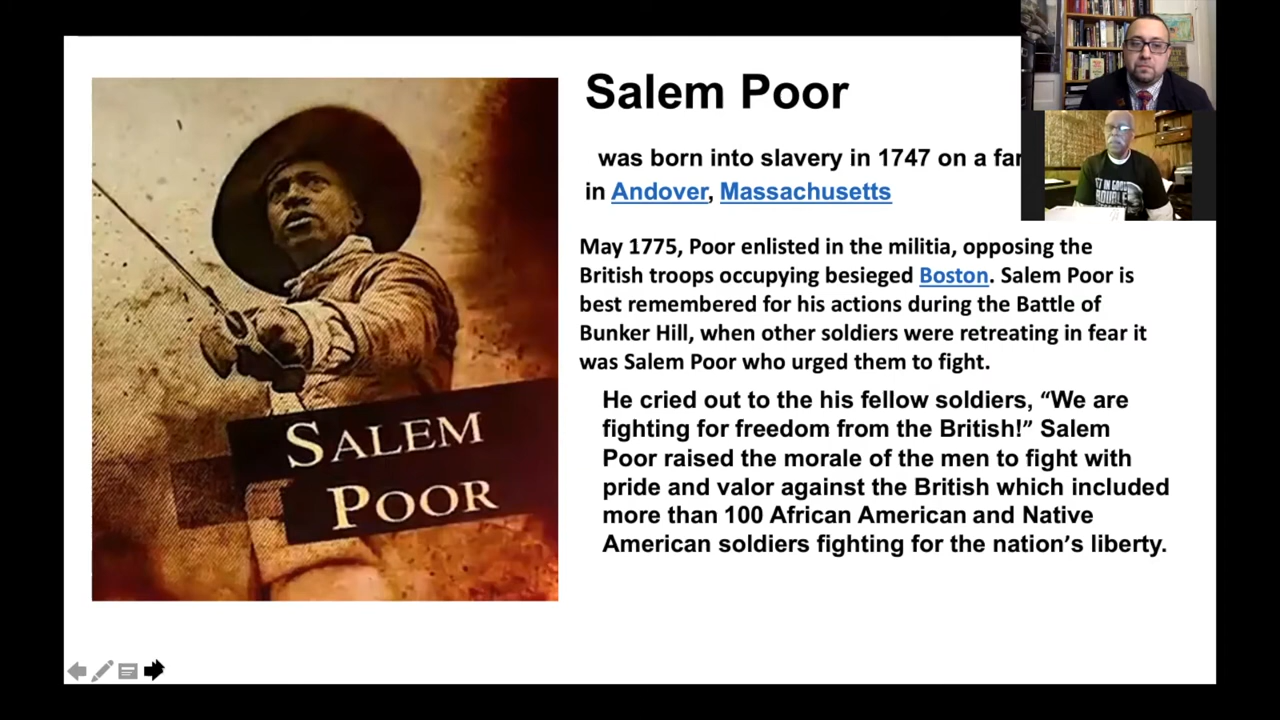 Salem Poor
was born into slavery in 1747 on a
in Andover, Massachusetts
May 1775, Poor enlisted in the militia, opposing the
British troops occupying besieged Boston. Salem Poor is
best remembered for his actions during the Battle of
Bunker Hill, when other soldiers were retreating in fear it
was Salem Poor who urged them to fight.
He cried out to the his fellow soldiers, “We are
fighting for freedom from the British!” Salem
Poor raised the morale of the men to fight with
pride and valor against the British which included
more than 100 African American and Native
American soldiers fighting for the nation’s liberty.
SALEM
POOR
IN GOOD
ROUBLE